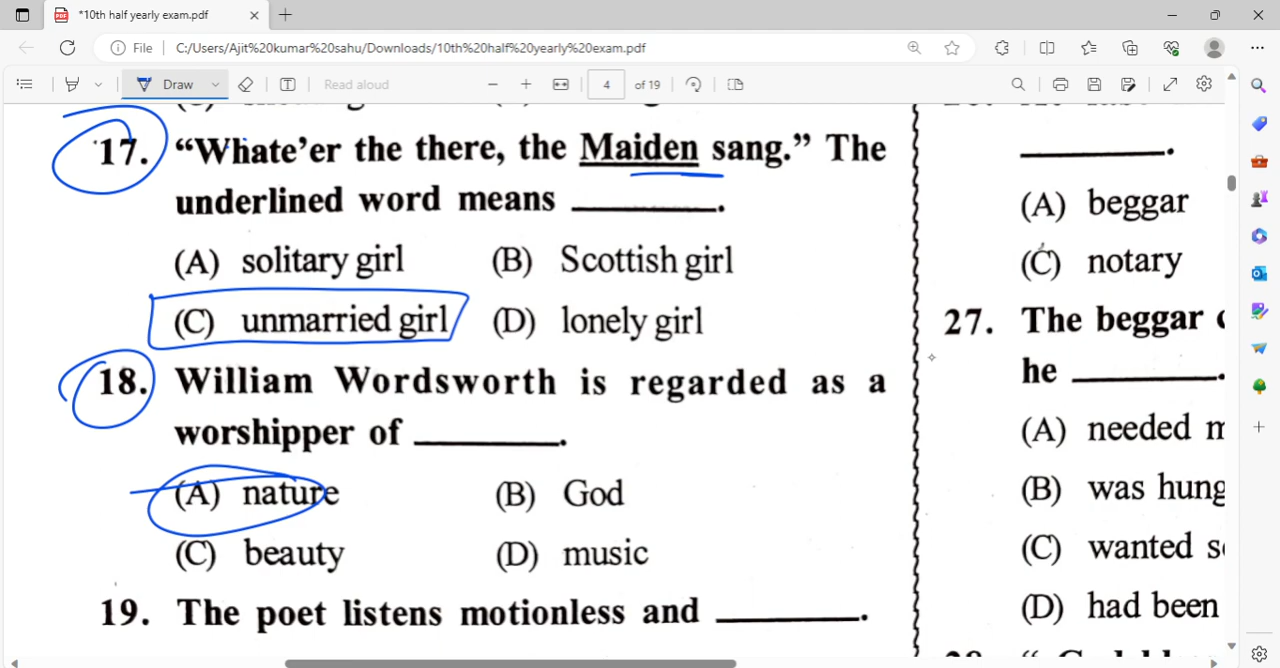 *10th half yearly exam.pdf
File
C:/Users/Ajit%20kumar%20sahu/Downloads/10th%20half%20yearly%20exam.pdf
Draw
Read aloud
4
of 19
17. “Whate’er the there, the Maiden sang.” The
underlined word means ________.
(A) solitary girl (B) Scottish girl
(C) unmarried girl (D) lonely girl
18. William Wordsworth is regarded as a
worshipper of ________.
(A) nature (B) God
(C) beauty (D) music
19. The poet listens motionless and ________.
________.
(A) beggar
(C) notary
27. The beggar
he ________.
(A) needed
(B) was hung
(C) wanted
(D) had been